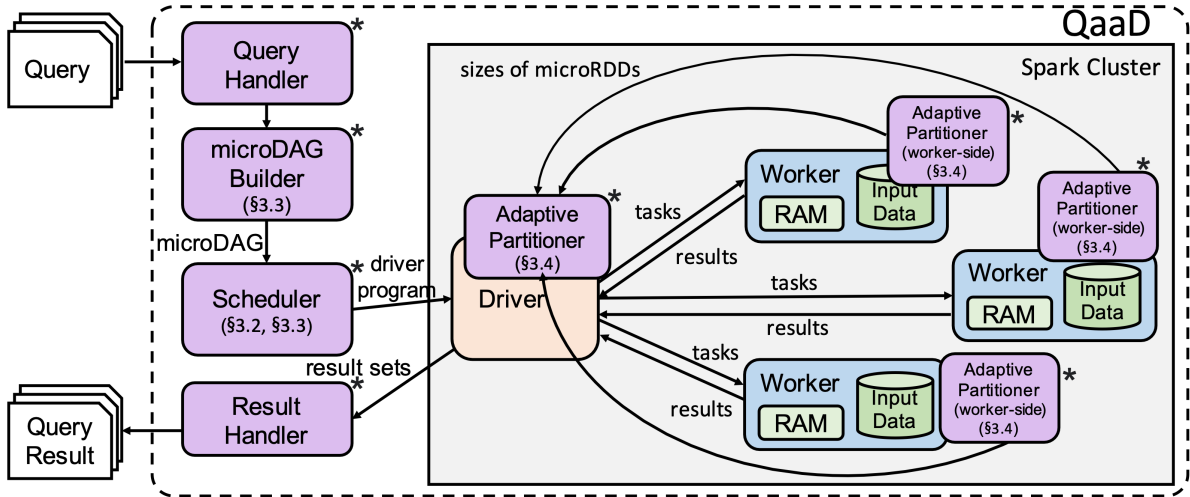 QaaD
Query
Query
Handler
*
microDAG
Builder
(§3.3)
*
microDAG
Scheduler
(§3.2, §3.3)
*
driver
program
result sets
Result
Handler
*
Query
Result
Spark Cluster
sizes of microRDDs
Adaptive
Partitioner
(§3.4)
*
Driver
tasks
results
Worker
RAM
Input
Data
Adaptive
Partitioner
(worker-side)
(§3.4)
*
tasks
results
Worker
RAM
Input
Data
Adaptive
Partitioner
(worker-side)
(§3.4)
*
tasks
results
Worker
RAM
Input
Data
Adaptive
Partitioner
(worker-side)
(§3.4)
*